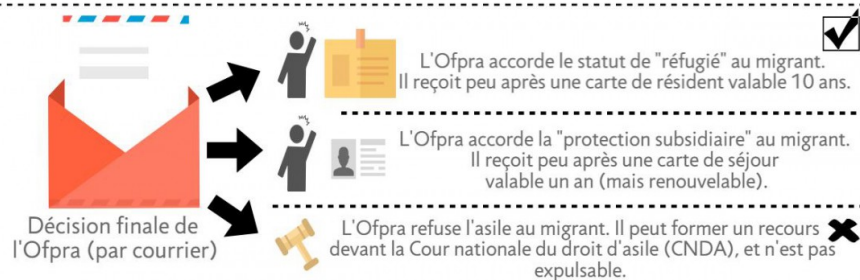 L'Ofpra accorde le statut de "réfugié" au migrant.
Il reçoit peu après une carte de résident valable 10 ans.
L'Ofpra accorde la "protection subsidiaire" au migrant.
Il reçoit peu après une carte de séjour
valable un an (mais renouvelable).
Décision finale de
l'Ofpra (par courrier)
L'Ofpra refuse l'asile au migrant. Il peut former un recours
devant la Cour nationale du droit d'asile (CNDA), et n'est pas
expulsable.